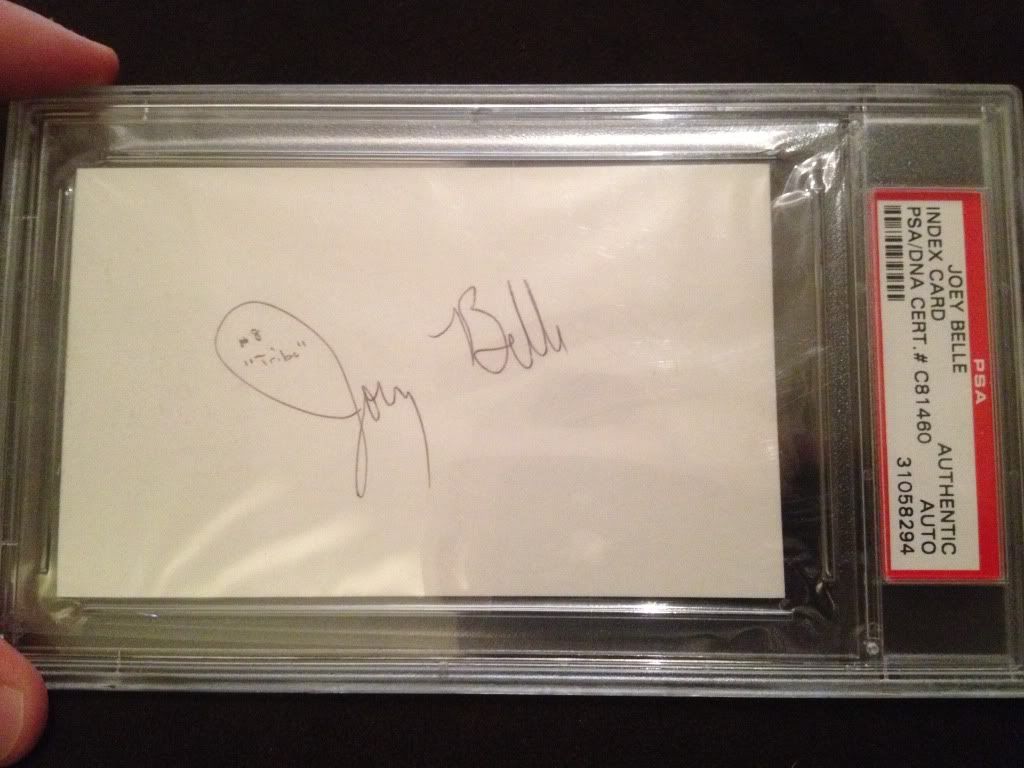 #8
"Tribe"
Joey Belle
PSA
JOEY BELLE AUTHENTIC
INDEX CARD AUTO
PSA/DNA CERT.# C81460 31058294